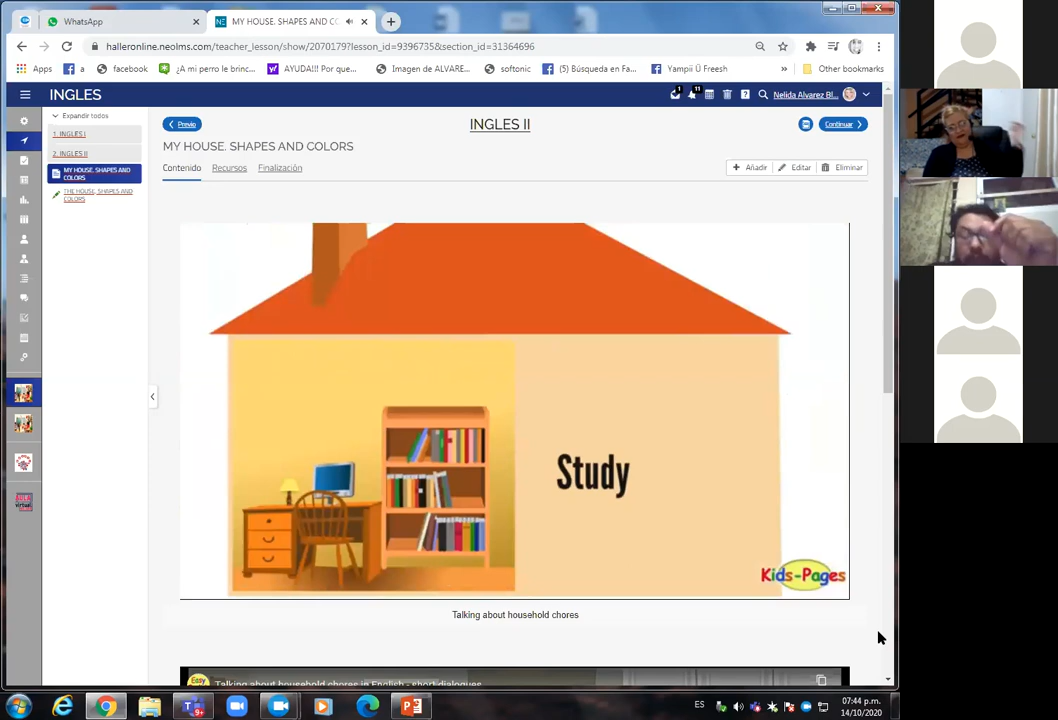 WhatsApp
MY HOUSE. SHAPES AND CO
halleronline.neolms.com/teacher_lesson/show/2070179?lesson_id=9396735&section_id=31364696
Apps
a
facebook
¿A mi perro le brinc...
AYUDA!!! Por que...
Imagen de ALVARE...
softonic
(5) Búsqueda en Fa...
Yampii Ü Freesh
»
Other bookmarks
INGLES
1
11
Nelida Alvarez Bl...
Expandir todos
1. INGLES I
2. INGLES II
MY HOUSE. SHAPES AND
COLORS
THE HOUSE, SHAPES AND
COLORS
Previo
INGLES II
Continuar
MY HOUSE. SHAPES AND COLORS
Contenido
Recursos
Finalización
Añadir
Editar
Eliminar
Study
Kids-Pages
Talking about household chores
Easy
Talking about household chores in English - short dialogues
ES
07:44 p.m.
14/10/2020